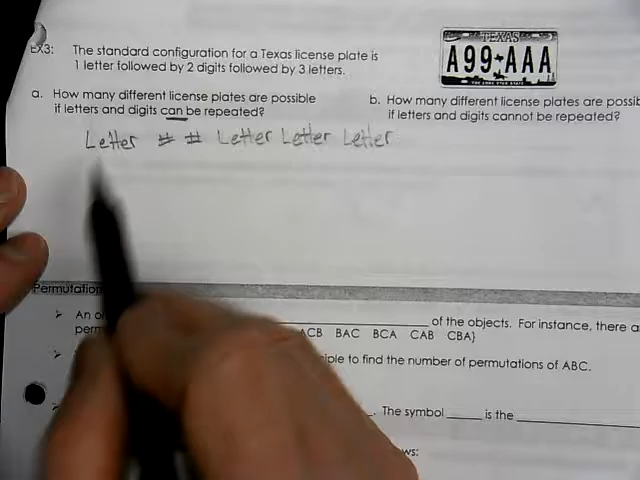 EX3: The standard configuration for a Texas license plate is
1 letter followed by 2 digits followed by 3 letters.
TEXAS
A99 AAA
a. How many different license plates are possible
if letters and digits can be repeated?
b. How many different license plates are
if letters and digits cannot be repeated?
Letter # # Letter Letter Letter
Permutation
An
of the objects. For instance, there
ACB BAC BCA CAB CBA}
to find the number of permutations of ABC.
. The symbol _____ is the